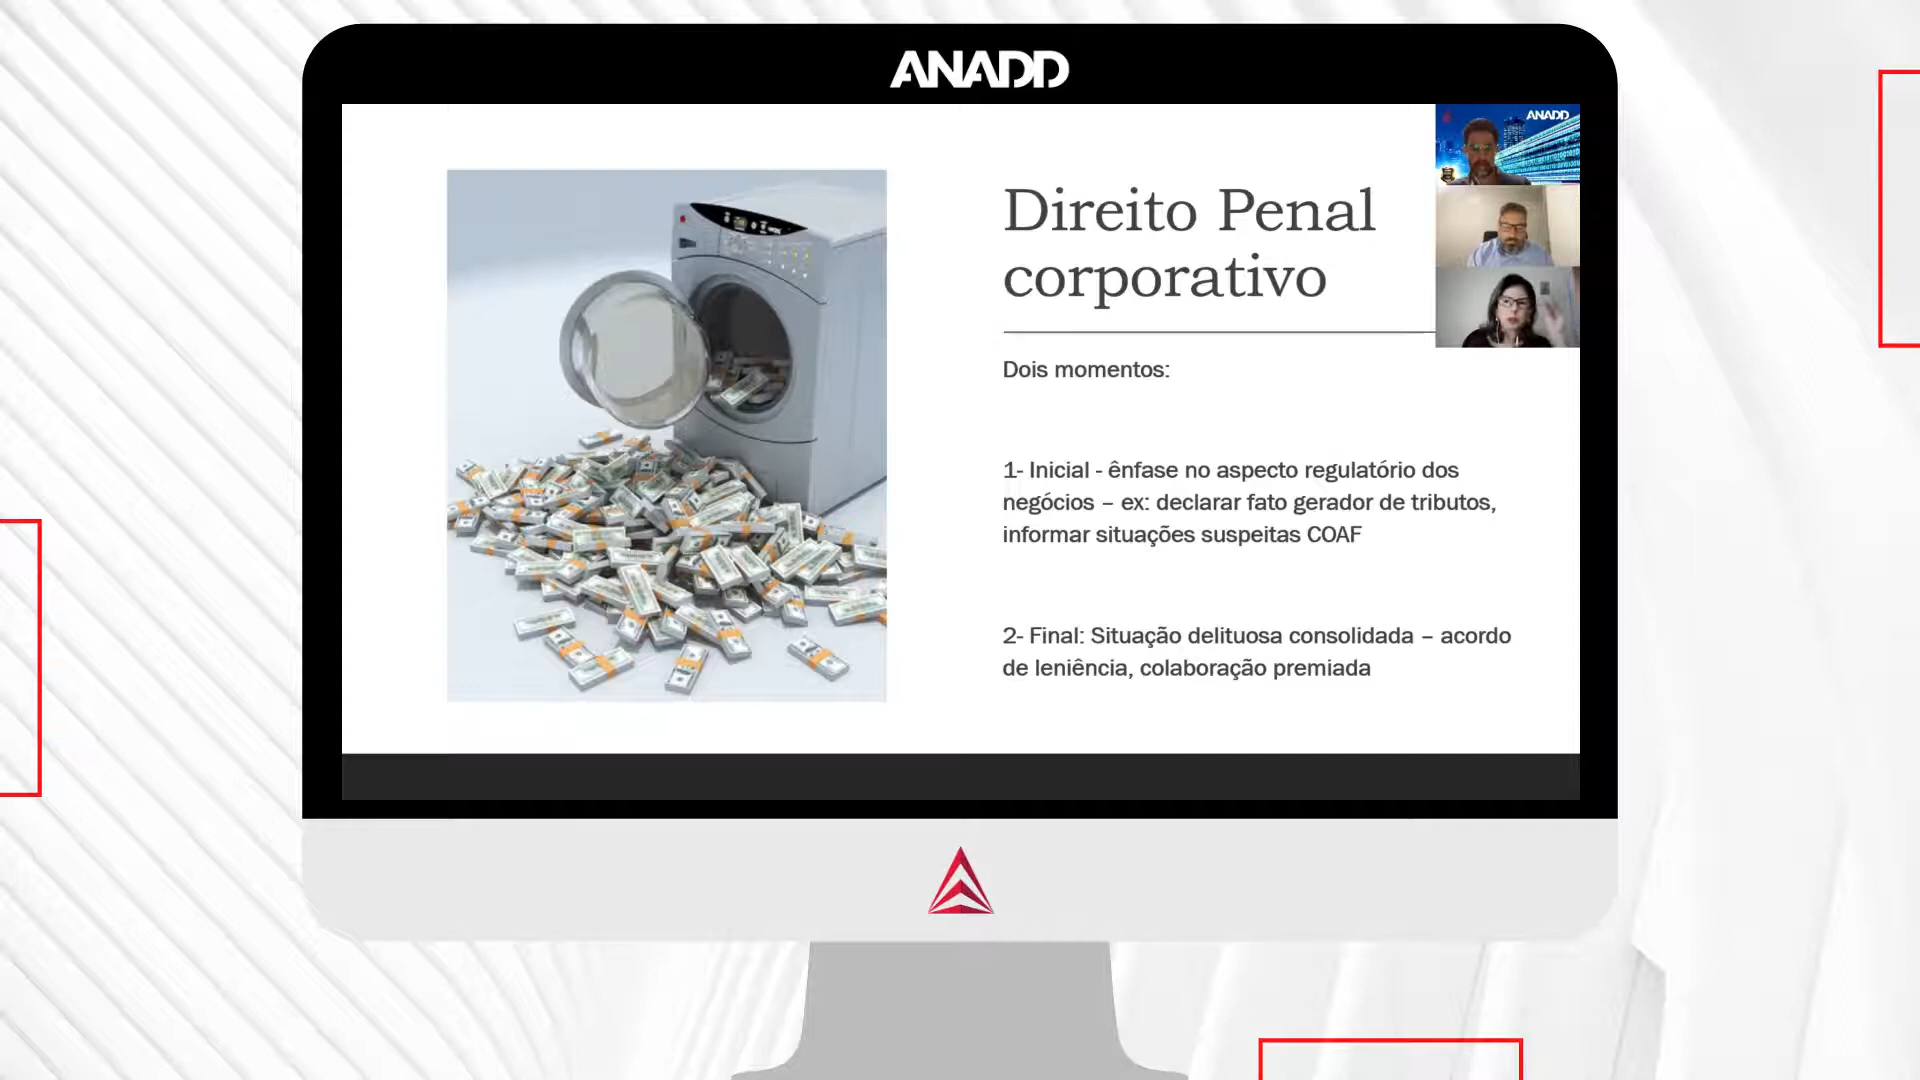 ANADD
ANADD
Direito Penal
corporativo
Dois momentos:
1- Inicial - ênfase no aspecto regulatório dos
negócios – ex: declarar fato gerador de tributos,
informar situações suspeitas COAF
2- Final: Situação delituosa consolidada – acordo
de leniência, colaboração premiada